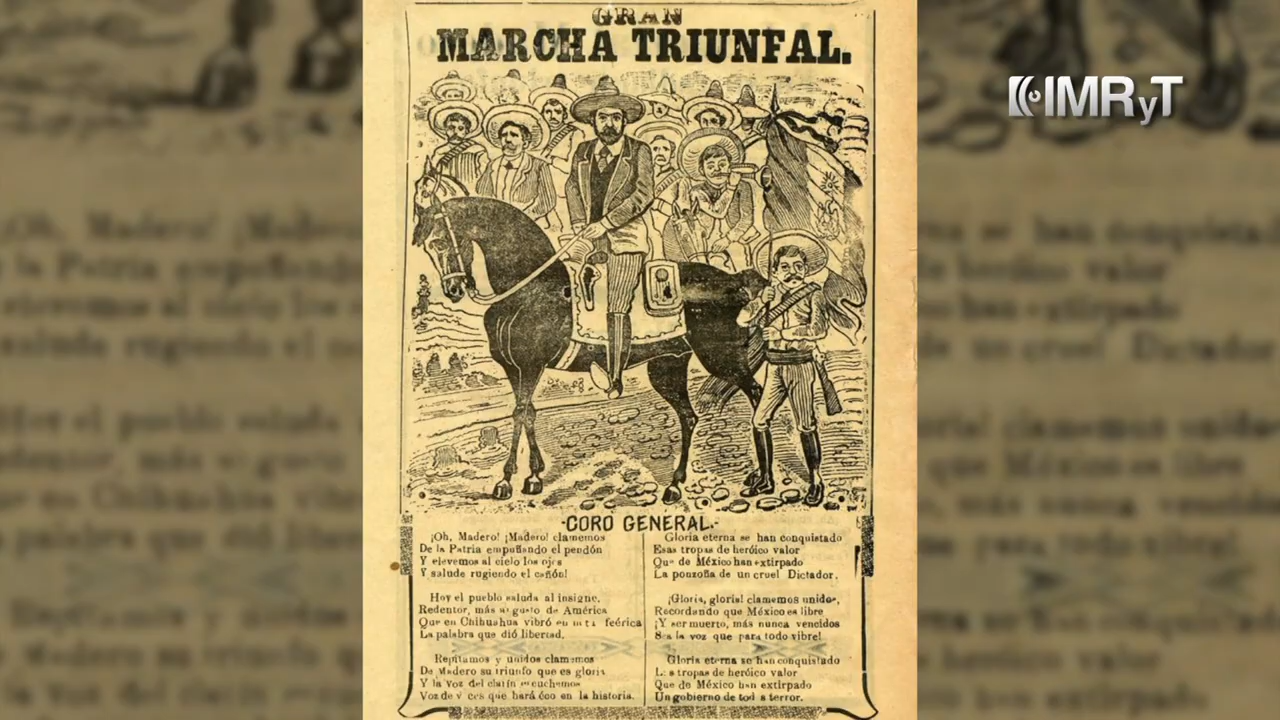 GRAN
MARCHA TRIUNFAL.
IMRyT
-CORO GENERAL.-
¡Oh, Madero! ¡Madero! clamemos
De la Patria empuñando el pendón
Y elevemos al cielo los ojos
Y salude rugiendo el cañón!
Hoy el pueblo saluda al insigne,
Redentor, más augusto de América
Que en Chihuahua vibró en feérica
La palabra que dió libertad.
Repitamos y unidos clamemos
De Madero su triunfo que es gloria
Y la voz del clarín escuchemos
Voz de que hará éco en la historia.
Gloria eterna se han conquistado
Esas tropas de heróico valor
Que de México han extirpado
La ponzoña de un cruel Dictador.
¡Gloria, gloria! clamemos unidos,
Recordando que México es libre
¡Y ser muerto, más nunca vencidos
Sea la voz que para todo vibre!
Gloria eterna se han conquistado
Las tropas de heróico valor
Que de México han extirpado
Un gobierno de terror.